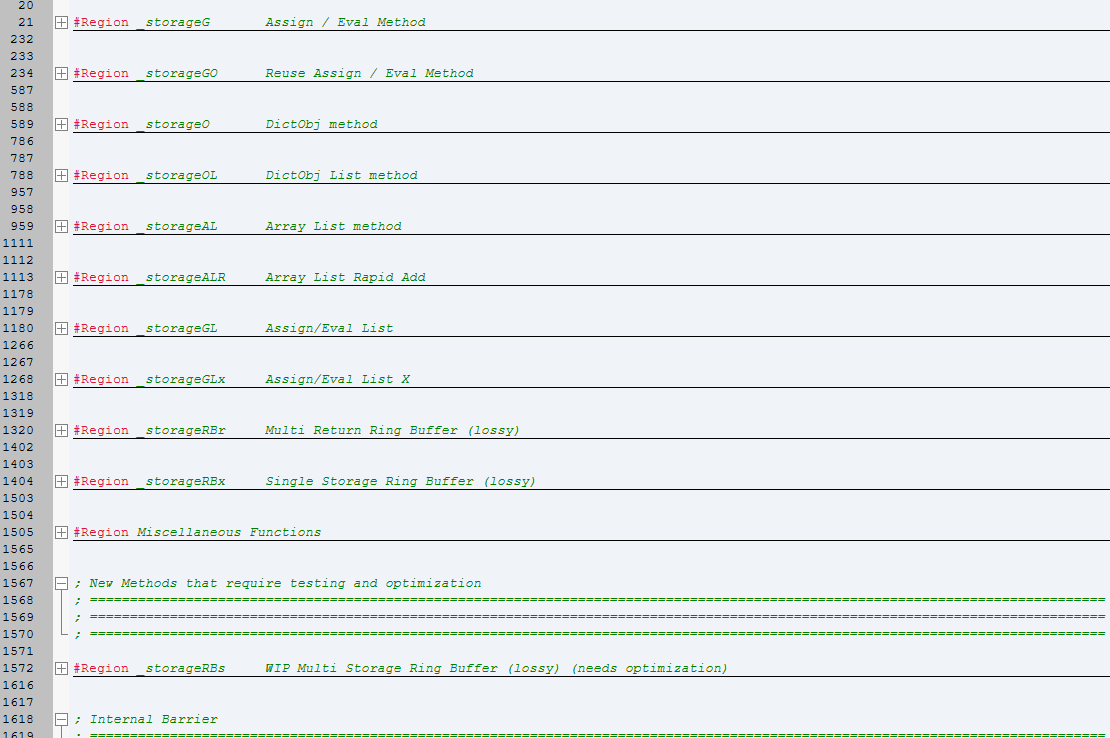 20
21 #Region _storageG Assign / Eval Method
232
233
234 #Region _storageGO Reuse Assign / Eval Method
587
588
589 #Region _storageO DictObj method
786
787
788 #Region _storageOL DictObj List method
957
958
959 #Region _storageAL Array List method
1111
1112
1113 #Region _storageALR Array List Rapid Add
1178
1179
1180 #Region _storageGL Assign/Eval List
1266
1267
1268 #Region _storageGLx Assign/Eval List X
1318
1319
1320 #Region _storageRBr Multi Return Ring Buffer (lossy)
1402
1403
1404 #Region _storageRBx Single Storage Ring Buffer (lossy)
1503
1504
1505 #Region Miscellaneous Functions
1565
1566
1567 ; New Methods that require testing and optimization
1568 ; ===============================================================================================================================
1569 ; ===============================================================================================================================
1570 ; ===============================================================================================================================
1571
1572 #Region _storageRBs WIP Multi Storage Ring Buffer (lossy) (needs optimization)
1616
1617
1618 ; Internal Barrier
1619 ; ===============================================================================================================================